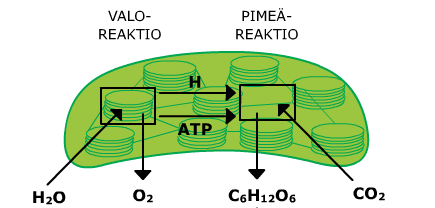 VALO-
REAKTIO
PIMEÄ-
REAKTIO
H
ATP
H₂O
O₂
C₆H₁₂O₆
CO₂